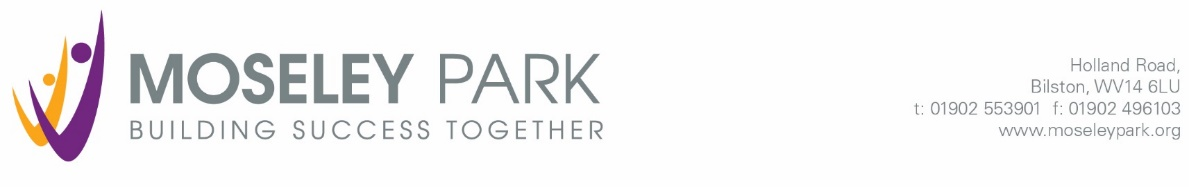 MOSELEY PARK
BUILDING SUCCESS TOGETHER
Holland Road,
Bilston, WV14 6LU
t: 01902 553901 f: 01902 496103
www.moseleypark.org